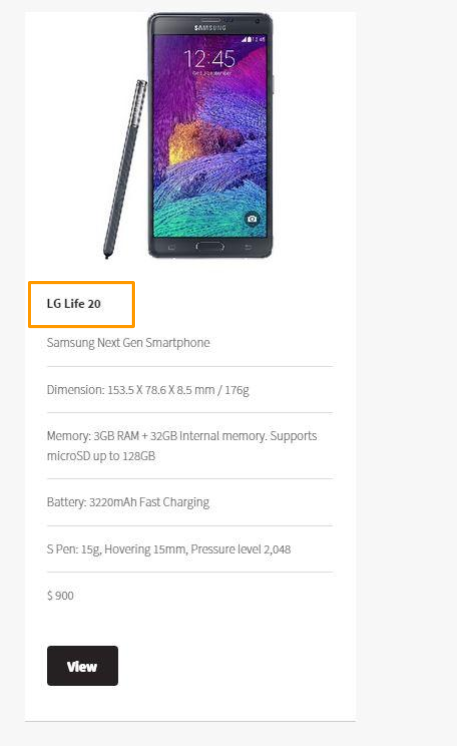 SAMSUNG
12:45
12:45
LG Life 20
Samsung Next Gen Smartphone
Dimension: 153.5 X 78.6 X 8.5 mm / 176g
Memory: 3GB RAM + 32GB Internal memory. Supports
microSD up to 128GB
Battery: 3220mAh Fast Charging
S Pen: 15g, Hovering 15mm, Pressure level 2,048
$ 900
View